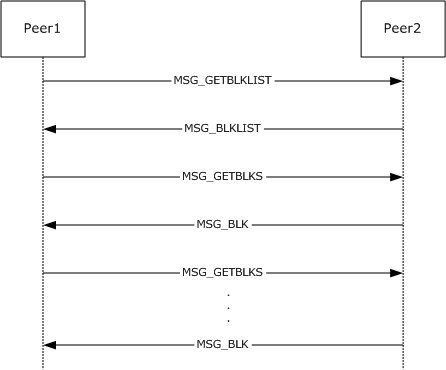 Peer1 Peer2
MSG_GETBLKLIST
MSG_BLKLIST
MSG_GETBLKS
MSG_BLK
MSG_GETBLKS
.
.
.
MSG_BLK